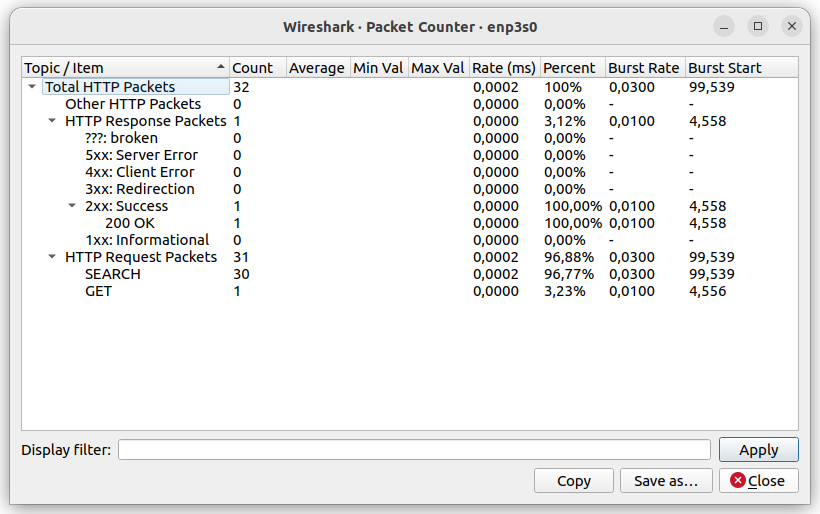 Wireshark · Packet Counter · enp3s0
Topic / Item Count Average Min Val Max Val Rate (ms) Percent Burst Rate Burst Start
Total HTTP Packets 32 0,0002 100% 0,0300 99,539
Other HTTP Packets 0 0,0000 0,00% - -
HTTP Response Packets 1 0,0000 3,12% 0,0100 4,558
???: broken 0 0,0000 0,00% - -
5xx: Server Error 0 0,0000 0,00% - -
4xx: Client Error 0 0,0000 0,00% - -
3xx: Redirection 0 0,0000 0,00% - -
2xx: Success 1 0,0000 100,00% 0,0100 4,558
200 OK 1 0,0000 100,00% 0,0100 4,558
1xx: Informational 0 0,0000 0,00% - -
HTTP Request Packets 31 0,0002 96,88% 0,0300 99,539
SEARCH 30 0,0002 96,77% 0,0300 99,539
GET 1 0,0000 3,23% 0,0100 4,556
Display filter: Apply
Copy Save as... Close